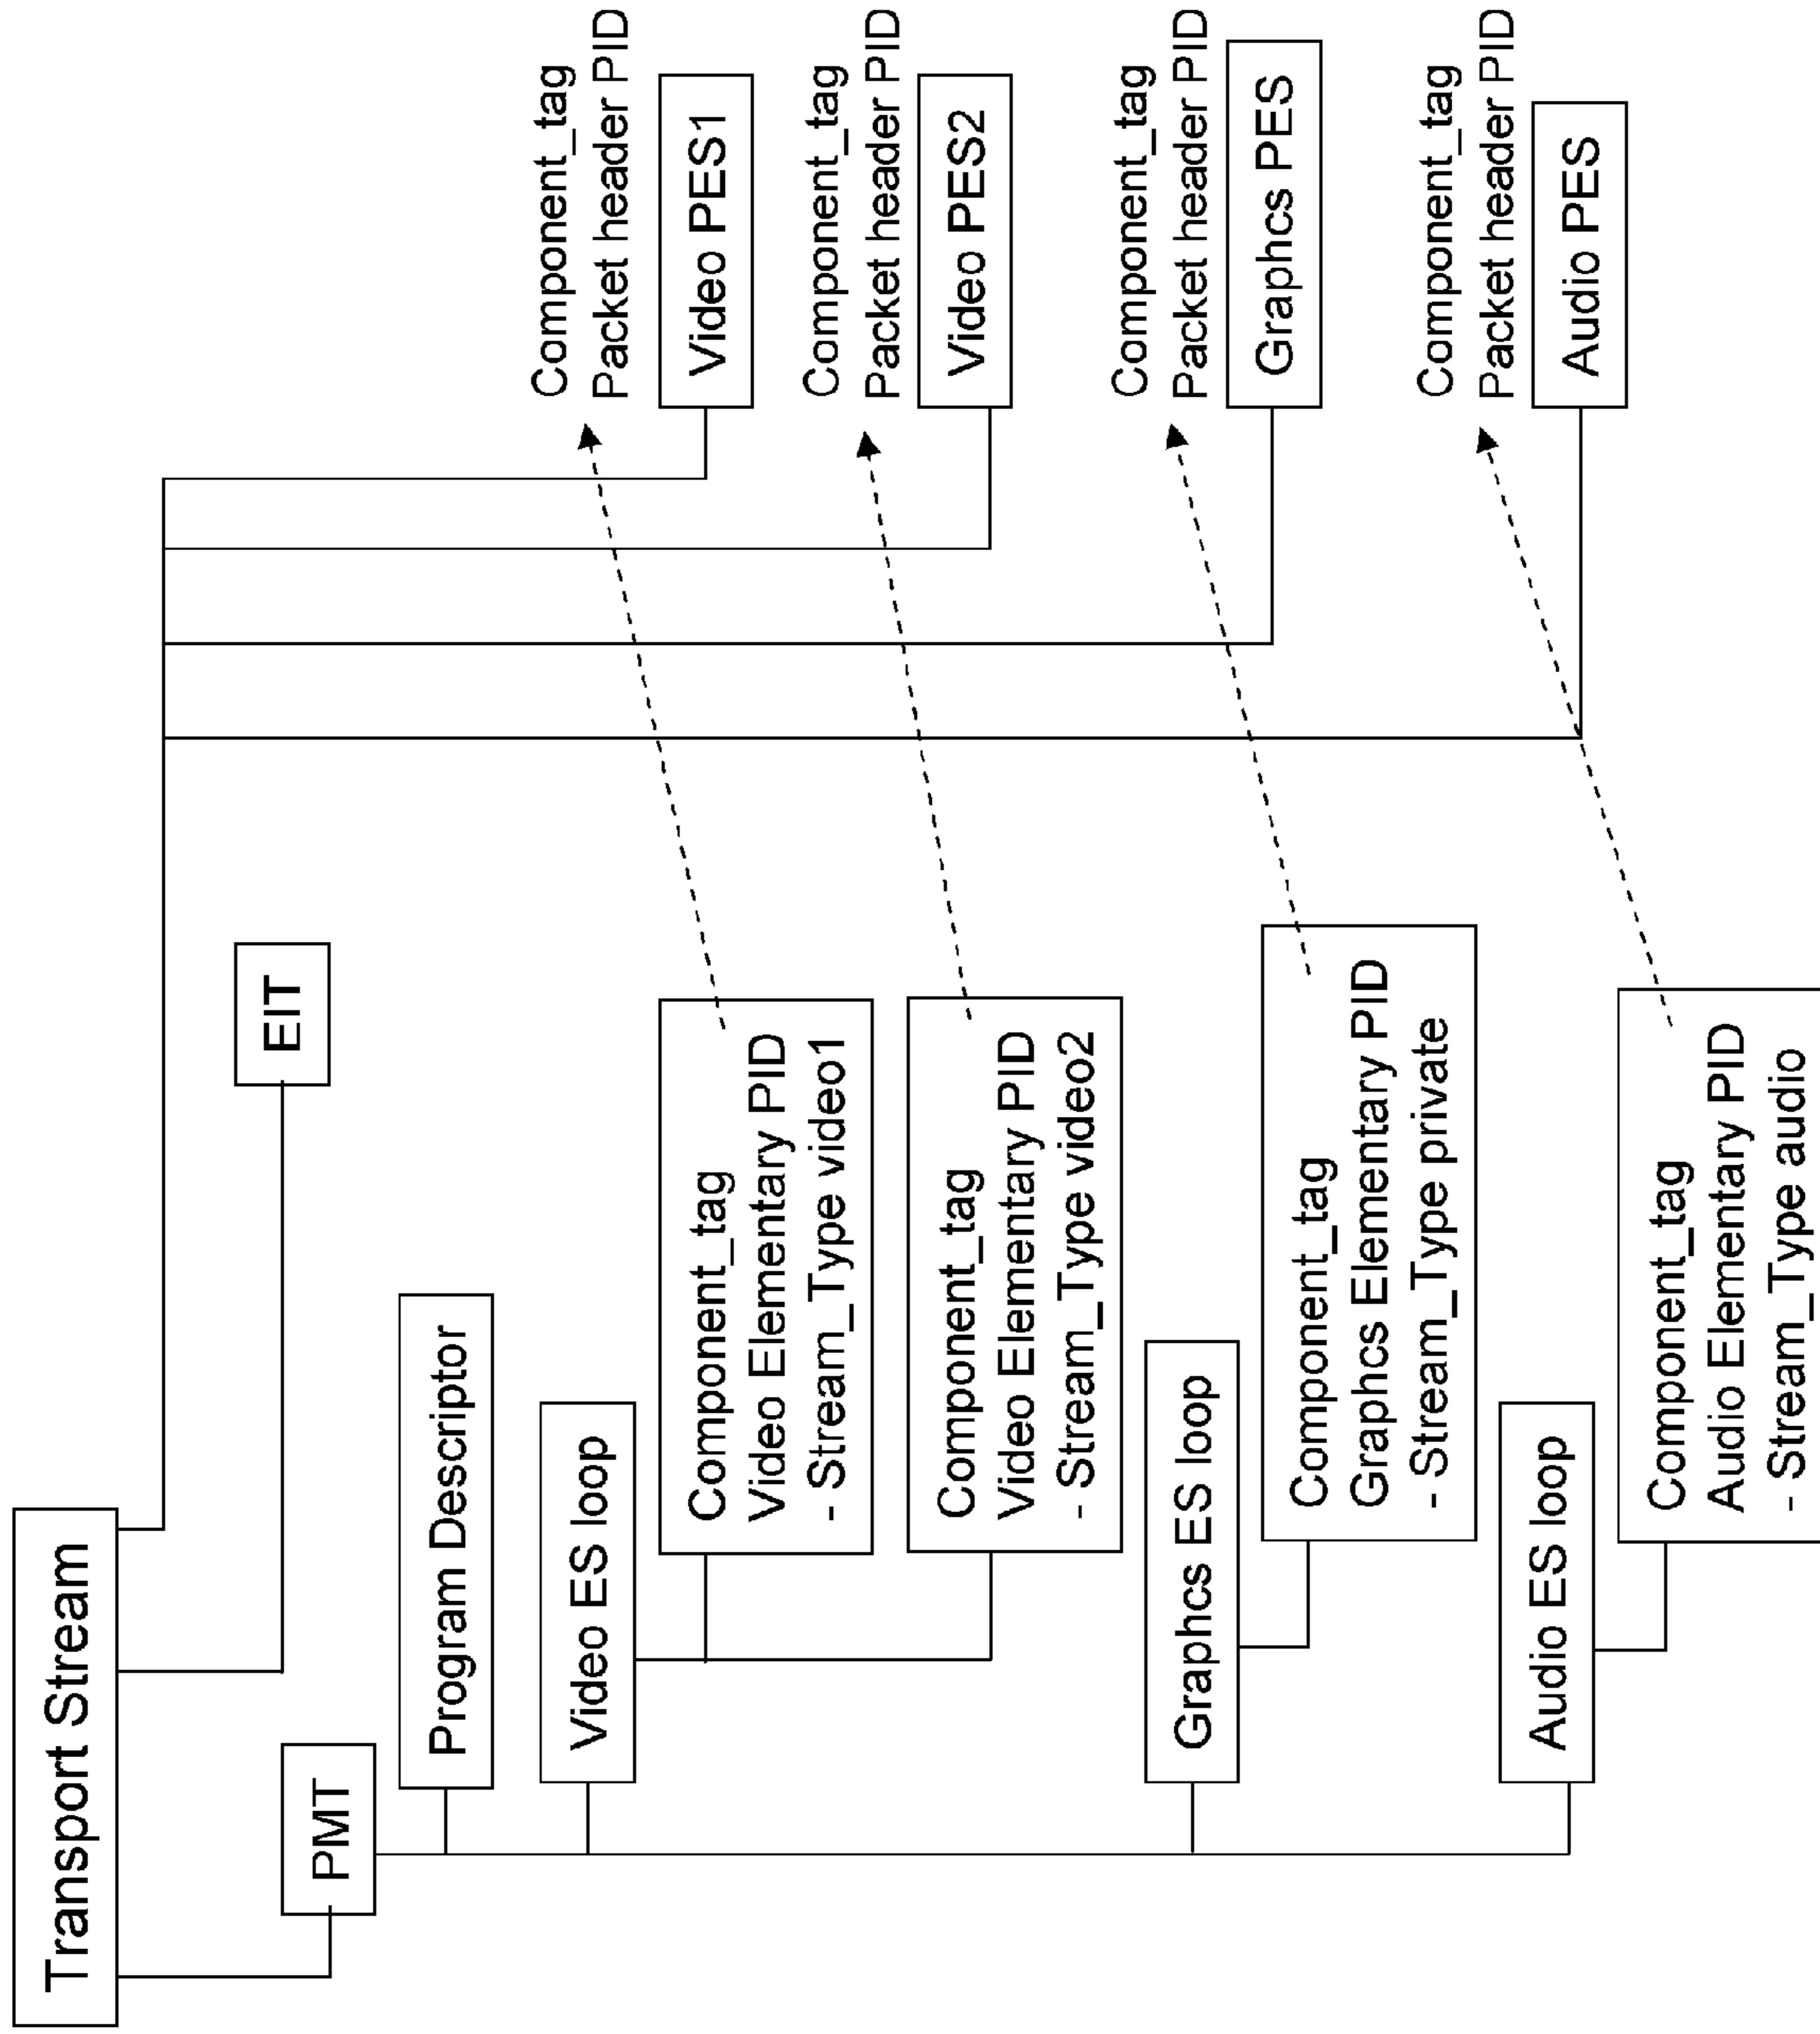 Transport Stream
PMT
EIT
Program Descriptor
Video ES loop
Component_tag
Video Elementary PID
- Stream_Type video1
Component_tag
Video Elementary PID
- Stream_Type video2
Graphcs ES loop
Component_tag
Graphcs Elementary PID
- Stream_Type private
Audio ES loop
Component_tag
Audio Elementary PID
- Stream_Type audio
Component_tag
Packet header PID
Video PES1
Component_tag
Packet header PID
Video PES2
Component_tag
Packet header PID
Graphcs PES
Component_tag
Packet header PID
Audio PES